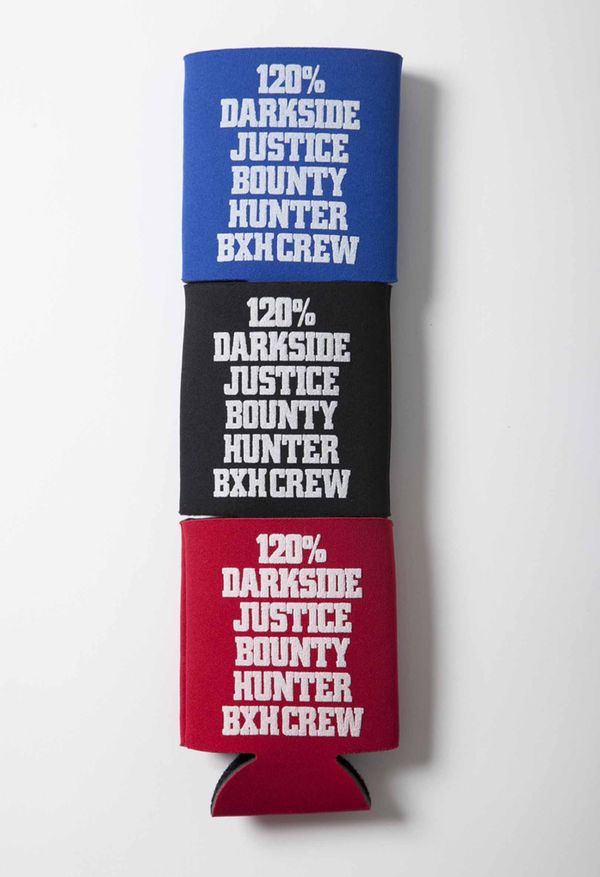 120%
DARKSIDE
JUSTICE
BOUNTY
HUNTER
BXH CREW
120%
DARKSIDE
JUSTICE
BOUNTY
HUNTER
BXH CREW
120%
DARKSIDE
JUSTICE
BOUNTY
HUNTER
BXH CREW